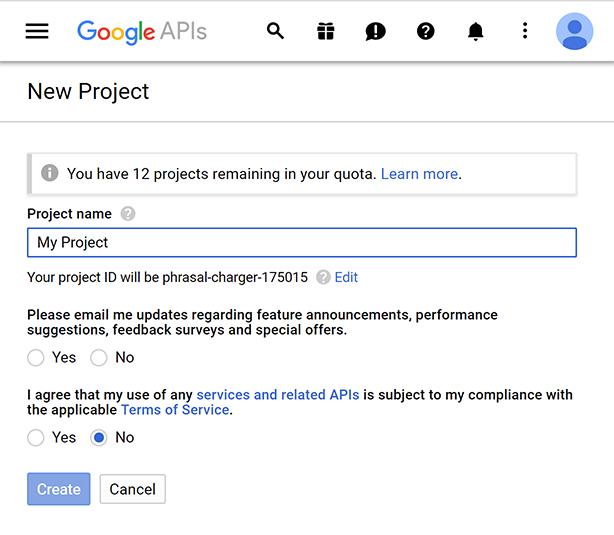 Google APIs
New Project
You have 12 projects remaining in your quota. Learn more.
Project name
My Project
Your project ID will be phrasal-charger-175015 Edit
Please email me updates regarding feature announcements, performance
suggestions, feedback surveys and special offers.
Yes No
I agree that my use of any services and related APIs is subject to my compliance with
the applicable Terms of Service.
Yes No
Create Cancel